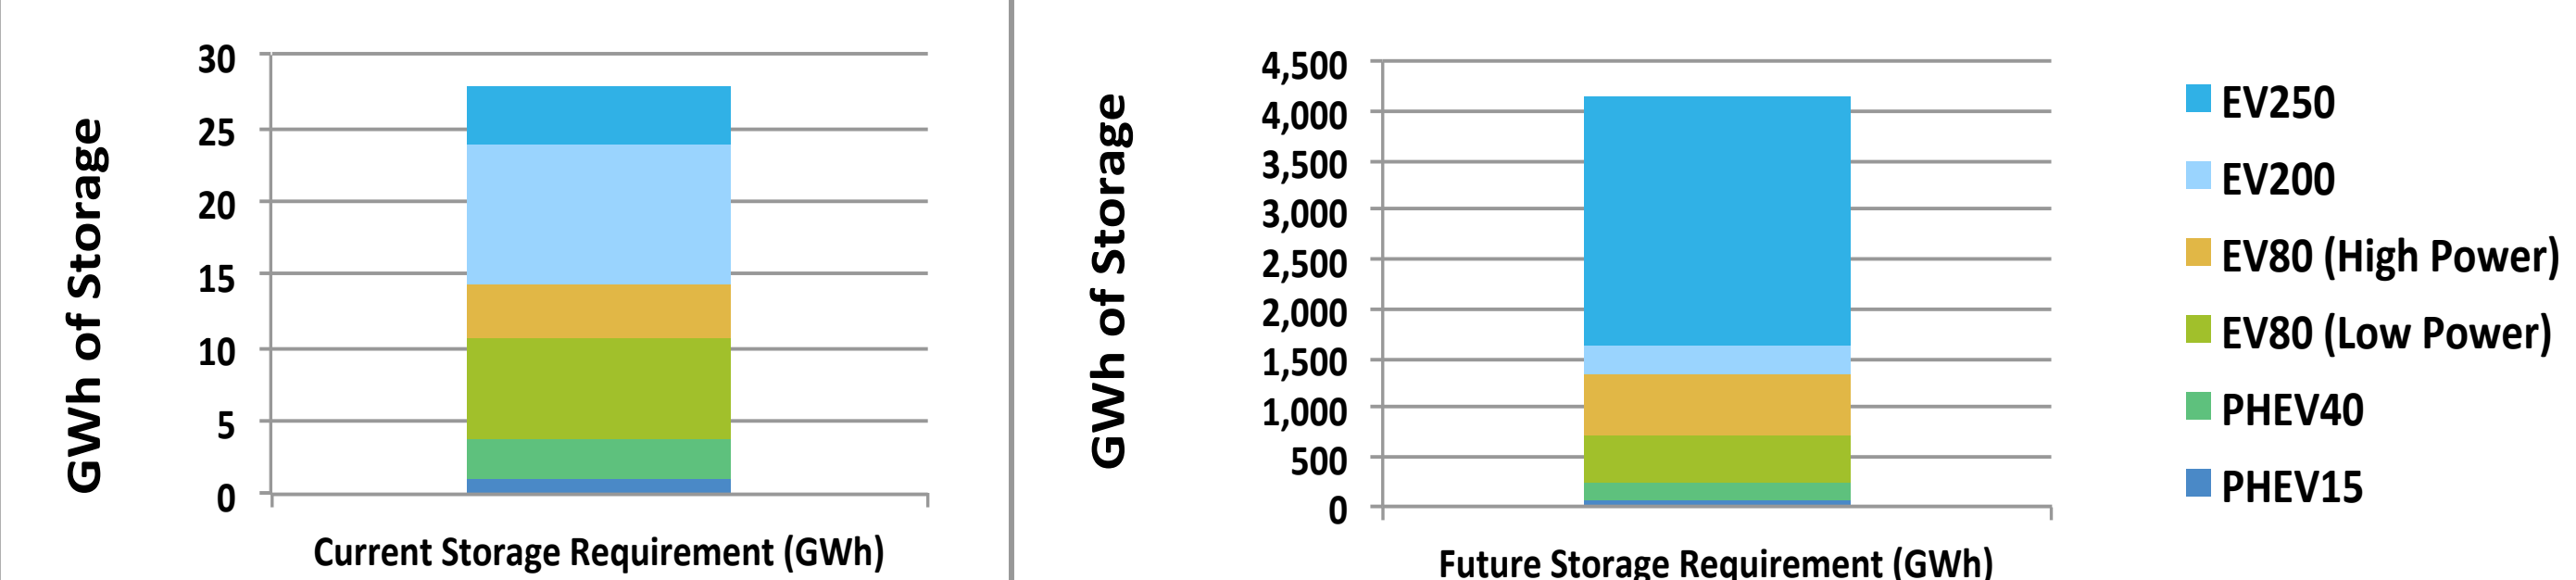 GWh of Storage
30
25
20
15
10
5
0
Current Storage Requirement (GWh)
GWh of Storage
4,500
4,000
3,500
3,000
2,500
2,000
1,500
1,000
500
0
Future Storage Requirement (GWh)
EV250
EV200
EV80 (High Power)
EV80 (Low Power)
PHEV40
PHEV15